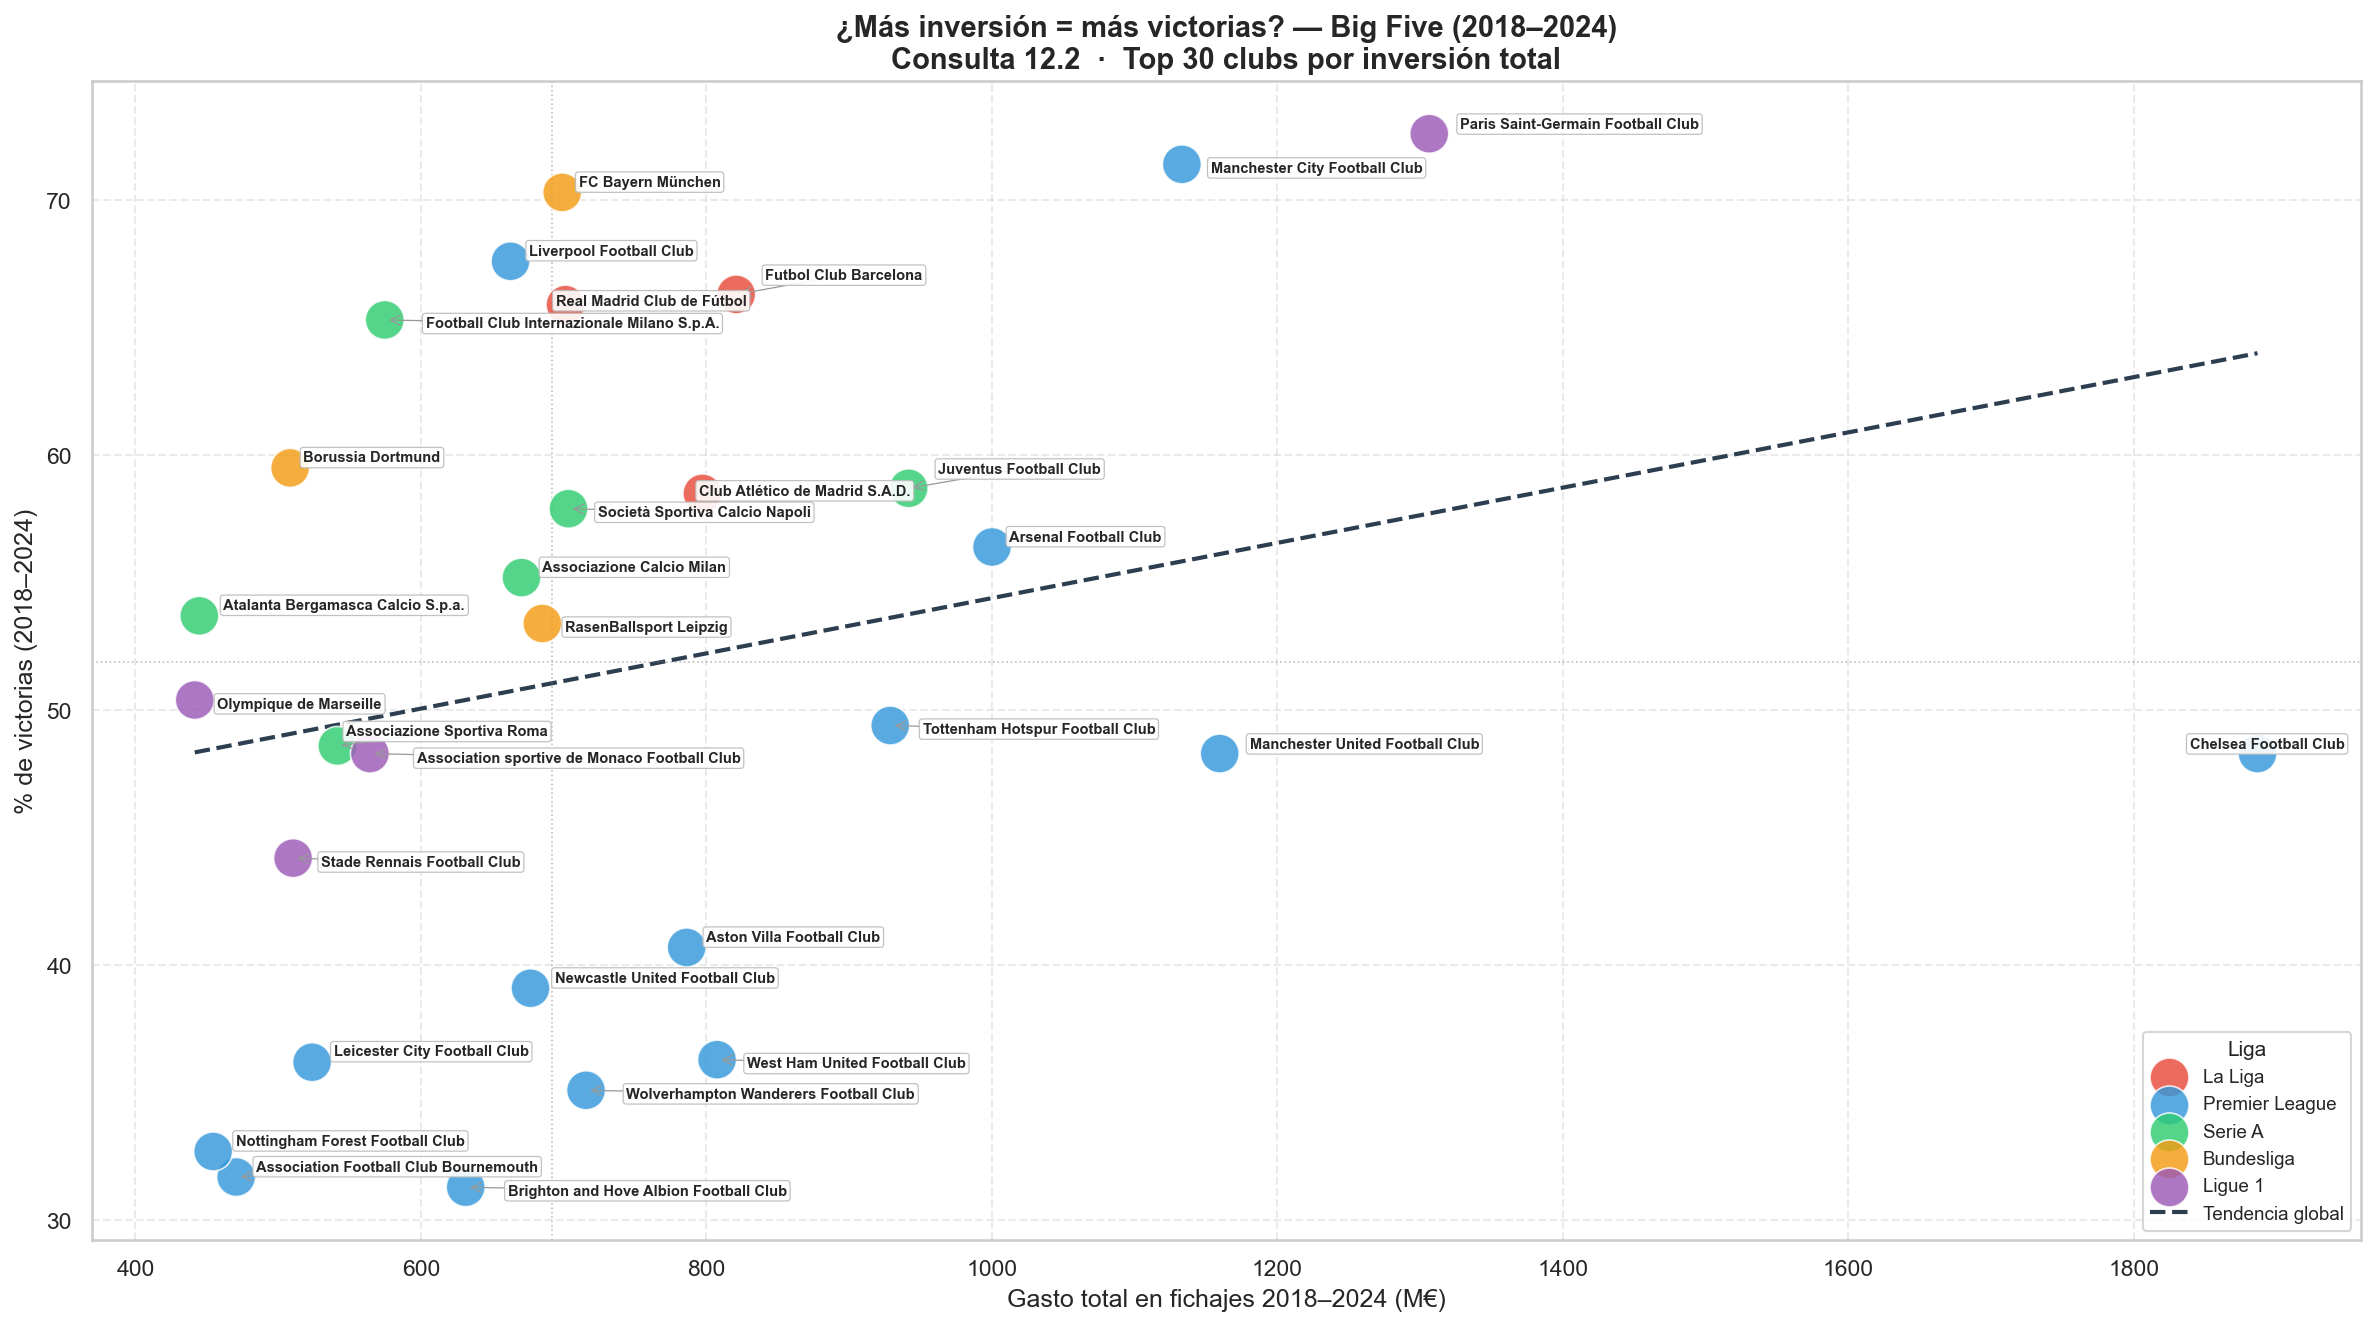 ¿Más inversión = más victorias? — Big Five (2018–2024)
Consulta 12.2  ·  Top 30 clubs por inversión total
Paris Saint-Germain Football Club
Manchester City Football Club
FC Bayern München
Liverpool Football Club
Futbol Club Barcelona
Real Madrid Club de Fútbol
Football Club Internazionale Milano S.p.A.
Borussia Dortmund
Juventus Football Club
Club Atlético de Madrid S.A.D.
Società Sportiva Calcio Napoli
Arsenal Football Club
Associazione Calcio Milan
Atalanta Bergamasca Calcio S.p.a.
RasenBallsport Leipzig
Olympique de Marseille
Associazione Sportiva Roma
Association sportive de Monaco Football Club
Tottenham Hotspur Football Club
Manchester United Football Club
Chelsea Football Club
Stade Rennais Football Club
Aston Villa Football Club
Newcastle United Football Club
Leicester City Football Club
West Ham United Football Club
Wolverhampton Wanderers Football Club
Nottingham Forest Football Club
Association Football Club Bournemouth
Brighton and Hove Albion Football Club
70
60
50
40
30
% de victorias (2018–2024)
400 600 800 1000 1200 1400 1600 1800
Gasto total en fichajes 2018–2024 (M€)
Liga
La Liga
Premier League
Serie A
Bundesliga
Ligue 1
Tendencia global